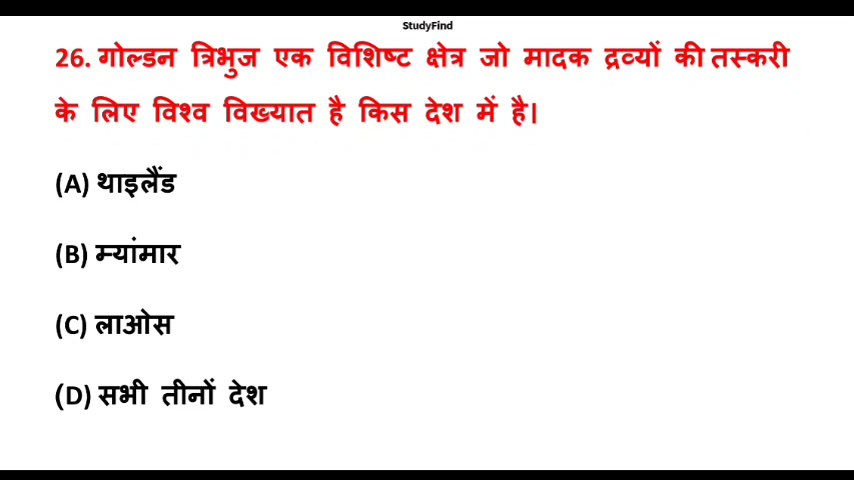 StudyFind
26. गोल्डन त्रिभुज एक विशिष्ट क्षेत्र जो मादक द्रव्यों की तस्करी
के लिए विश्व विख्यात है किस देश में है।
(A) थाइलैंड
(B) म्यांमार
(C) लाओस
(D) सभी तीनों देश